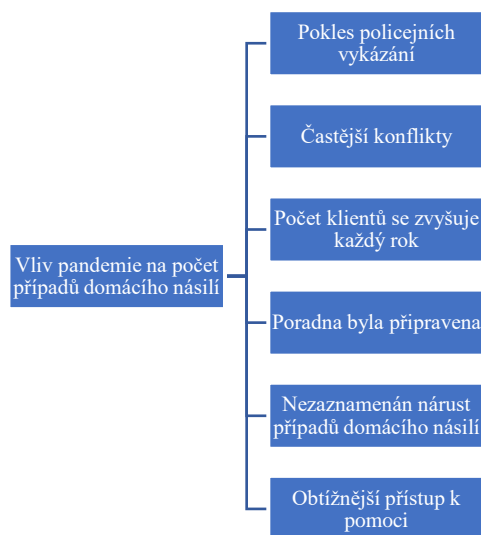 Pokles policejních
vykázání
Častější konflikty
Počet klientů se zvyšuje
každý rok
Vliv pandemie na počet
případů domácího násilí
Poradna byla připravena
Nezaznamenán nárust
případů domácího násilí
Obtížnější přístup k
pomoci